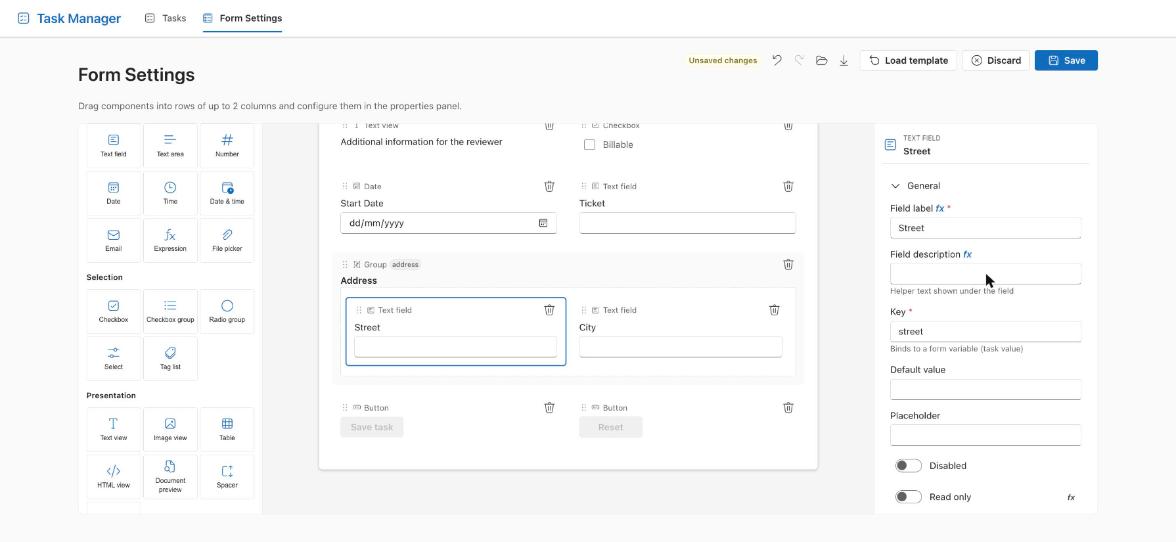 Task Manager
Tasks
Form Settings
Form Settings
Unsaved changes
Load template
Discard
Save
Drag components into rows of up to 2 columns and configure them in the properties panel.
Text field
Text area
Number
Date
Time
Date & time
Email
fx
Expression
File picker
Selection
Checkbox
Checkbox group
Radio group
Select
Tag list
Presentation
Text view
Image view
Table
HTML view
Document
preview
Spacer
Text view
Checkbox
Additional information for the reviewer
Billable
Date
Text field
Start Date
Ticket
dd/mm/yyyy
Group address
Address
Text field
Text field
Street
City
Button
Button
Save task
Reset
TEXT FIELD
Street
General
Field label fx *
Street
Field description fx
Helper text shown under the field
Key *
street
Binds to a form variable (task value)
Default value
Placeholder
Disabled
Read only fx